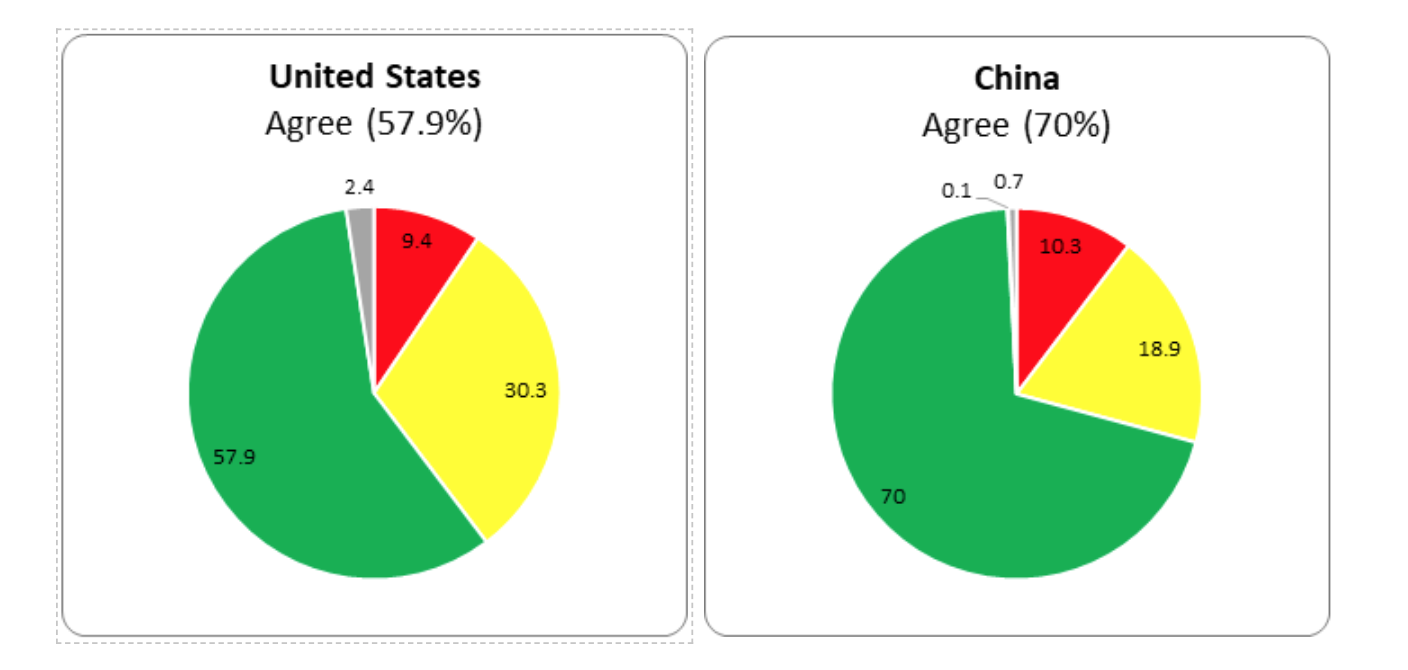 United States
Agree (57.9%)
2.4
9.4
30.3
57.9
China
Agree (70%)
0.1
0.7
10.3
18.9
70